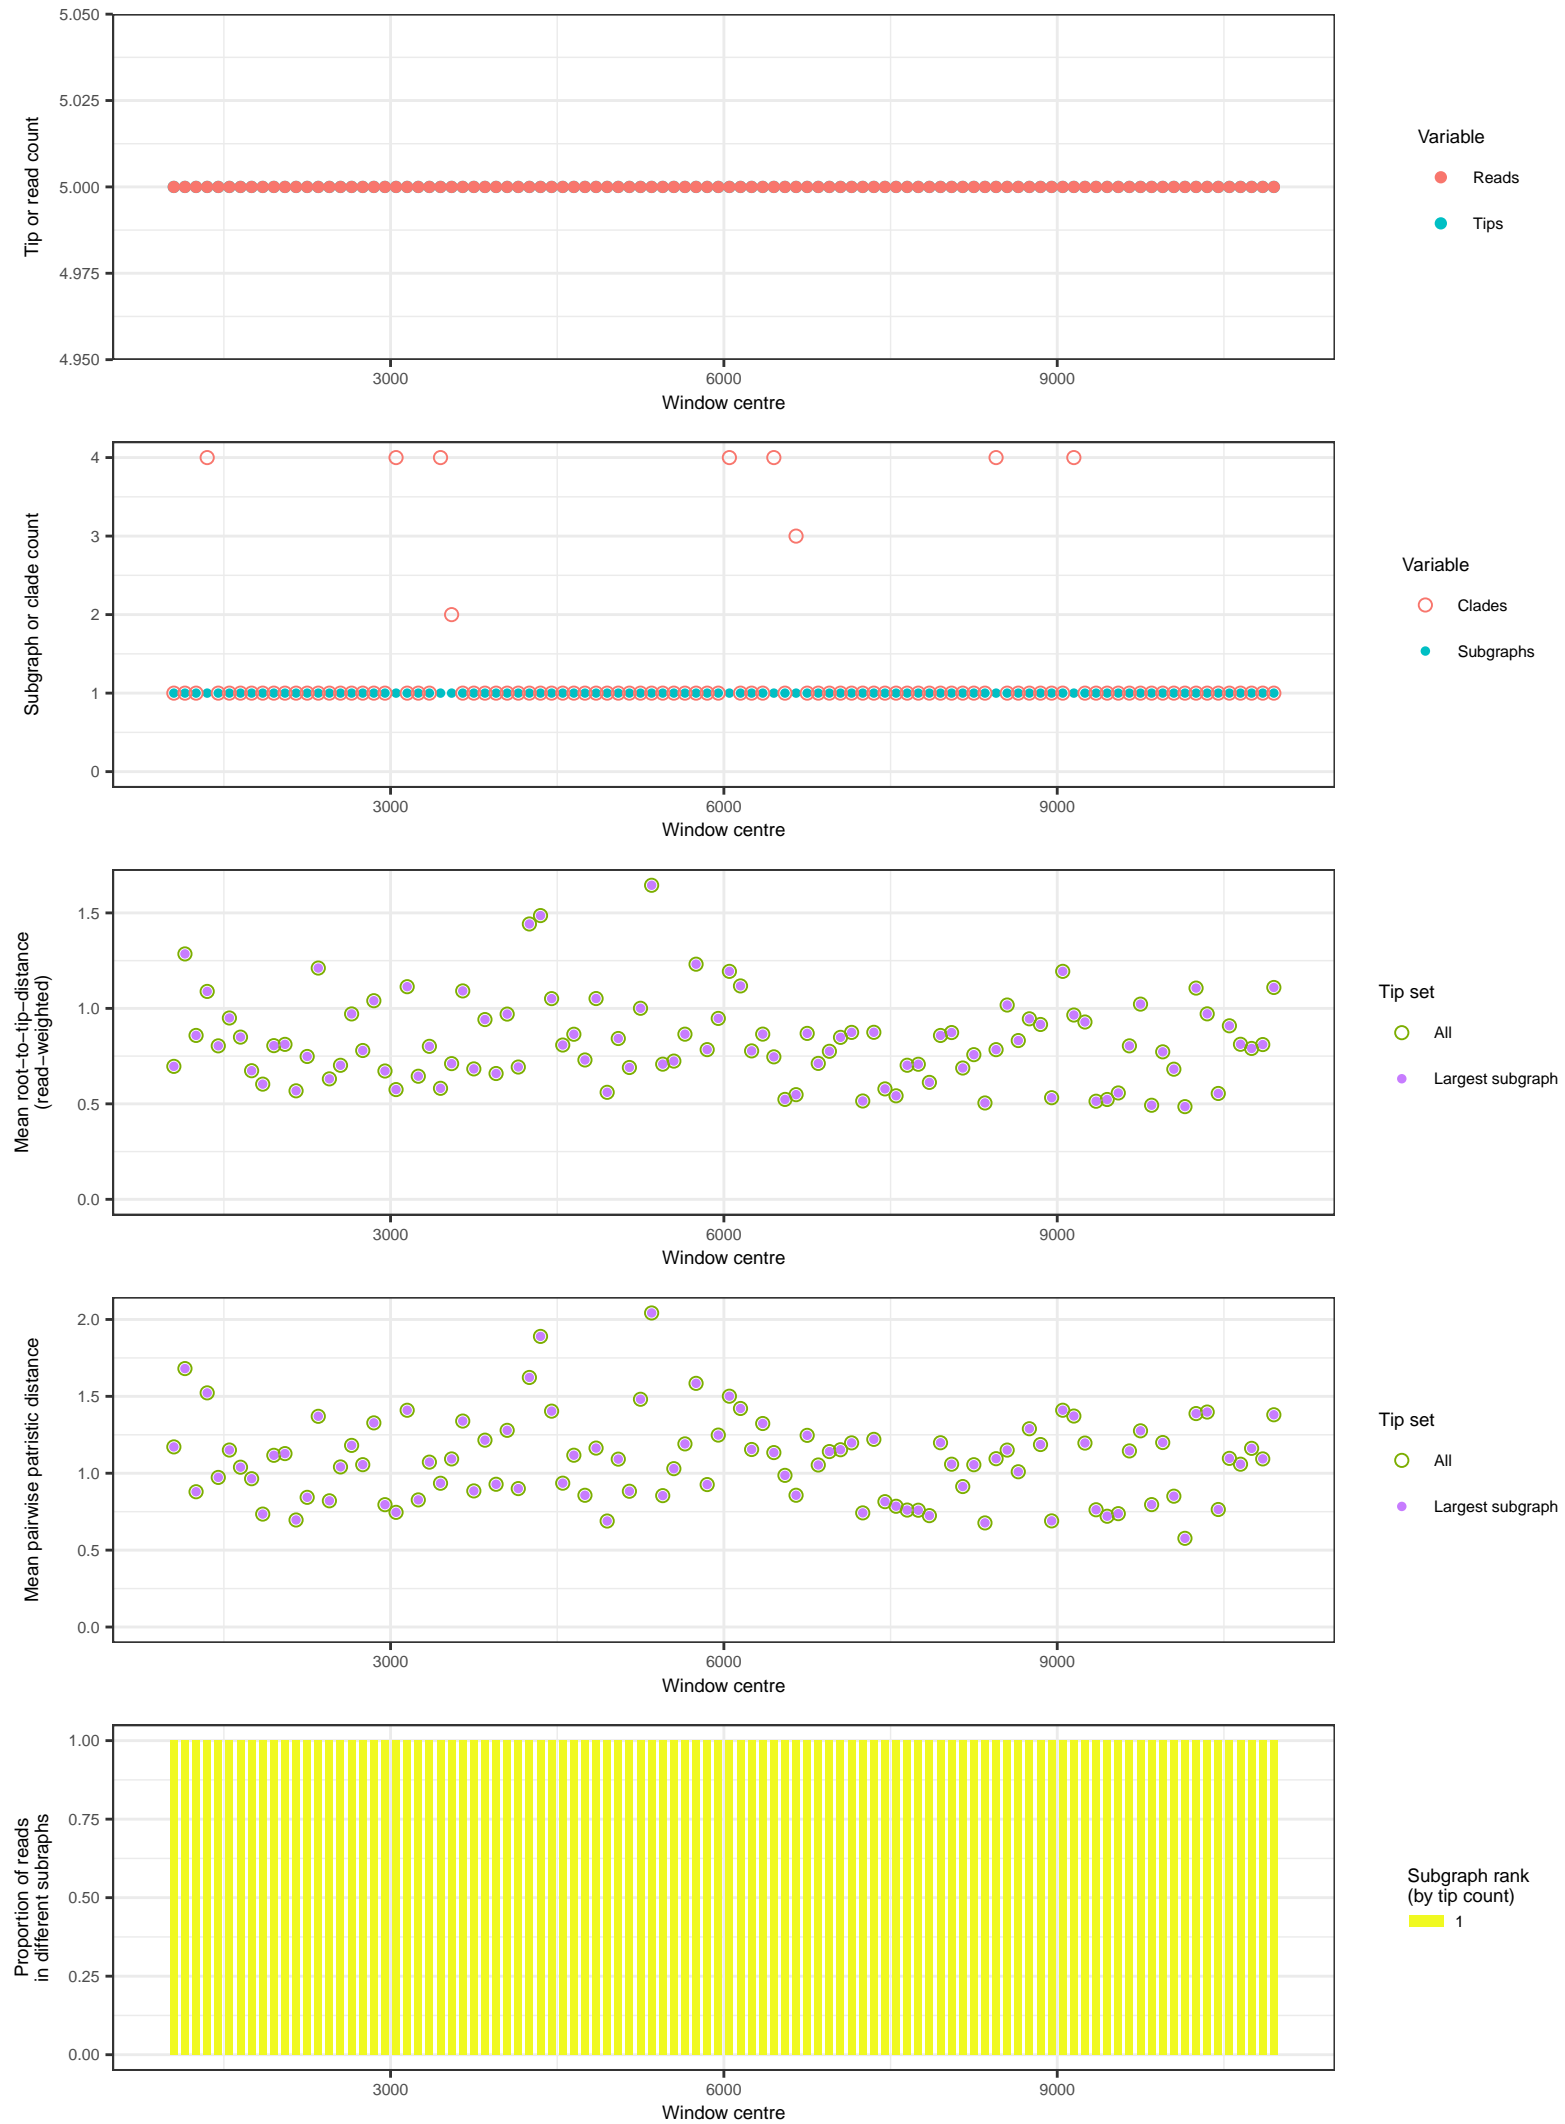 5.050
5.025
5.000
4.975
4.950
Tip or read count
3000 6000 9000
Window centre
Variable
Reads
Tips
4
3
2
1
0
Subgraph or clade count
3000 6000 9000
Window centre
Variable
Clades
Subgraphs
1.5
1.0
0.5
0.0
Mean root−to−tip−distance
(read−weighted)
3000 6000 9000
Window centre
Tip set
All
Largest subgraph
2.0
1.5
1.0
0.5
0.0
Mean pairwise patristic distance
3000 6000 9000
Window centre
Tip set
All
Largest subgraph
1.00
0.75
0.50
0.25
0.00
Proportion of reads
in different subraphs
3000 6000 9000
Window centre
Subgraph rank
(by tip count)
1